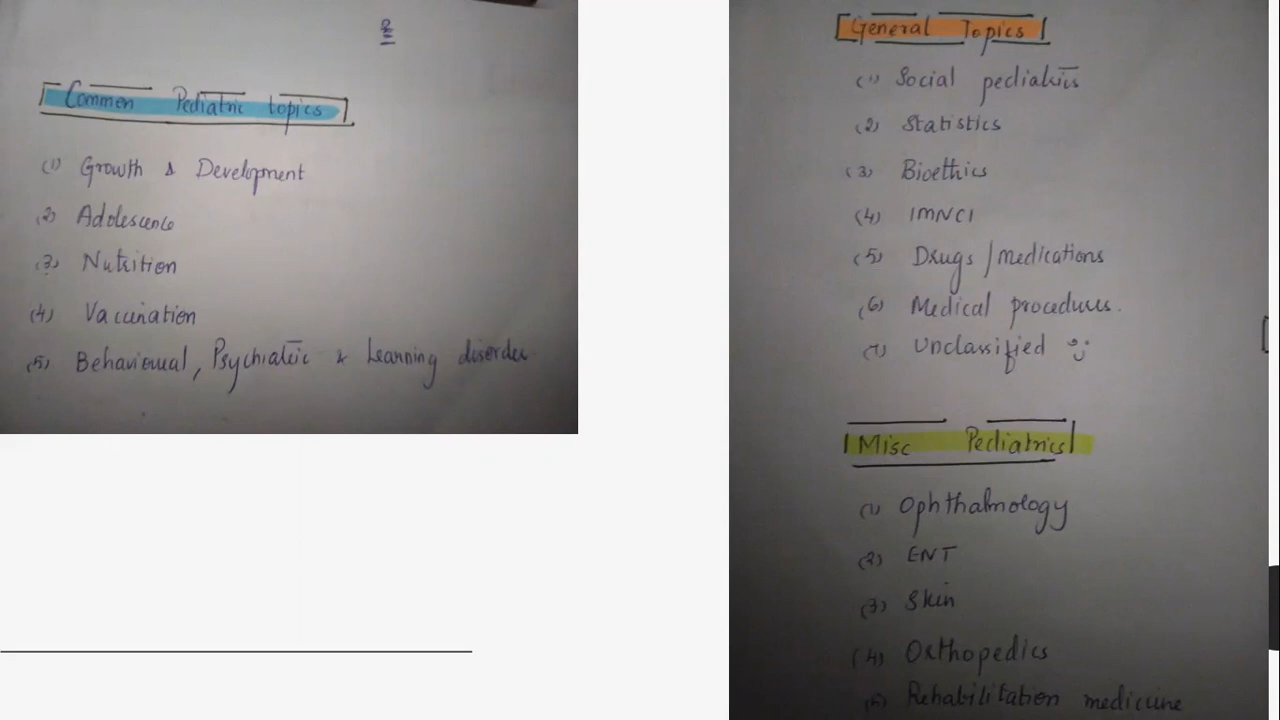 2
Common Pediatric topics
(1) Growth & Development
(2) Adolescence
(3) Nutrition
(4) Vaccination
(5) Behavioural, Psychiatric & Learning disorder
General Topics
(1) Social pediatrics
(2) Statistics
(3) Bioethics
(4) IMNCI
(5) Drugs / medications
(6) Medical procedures.
(7) Unclassified
Misc Pediatrics
(1) Ophthalmology
(2) ENT
(3) Skin
(4) Orthopedics
(5) Rehabilitation medicine